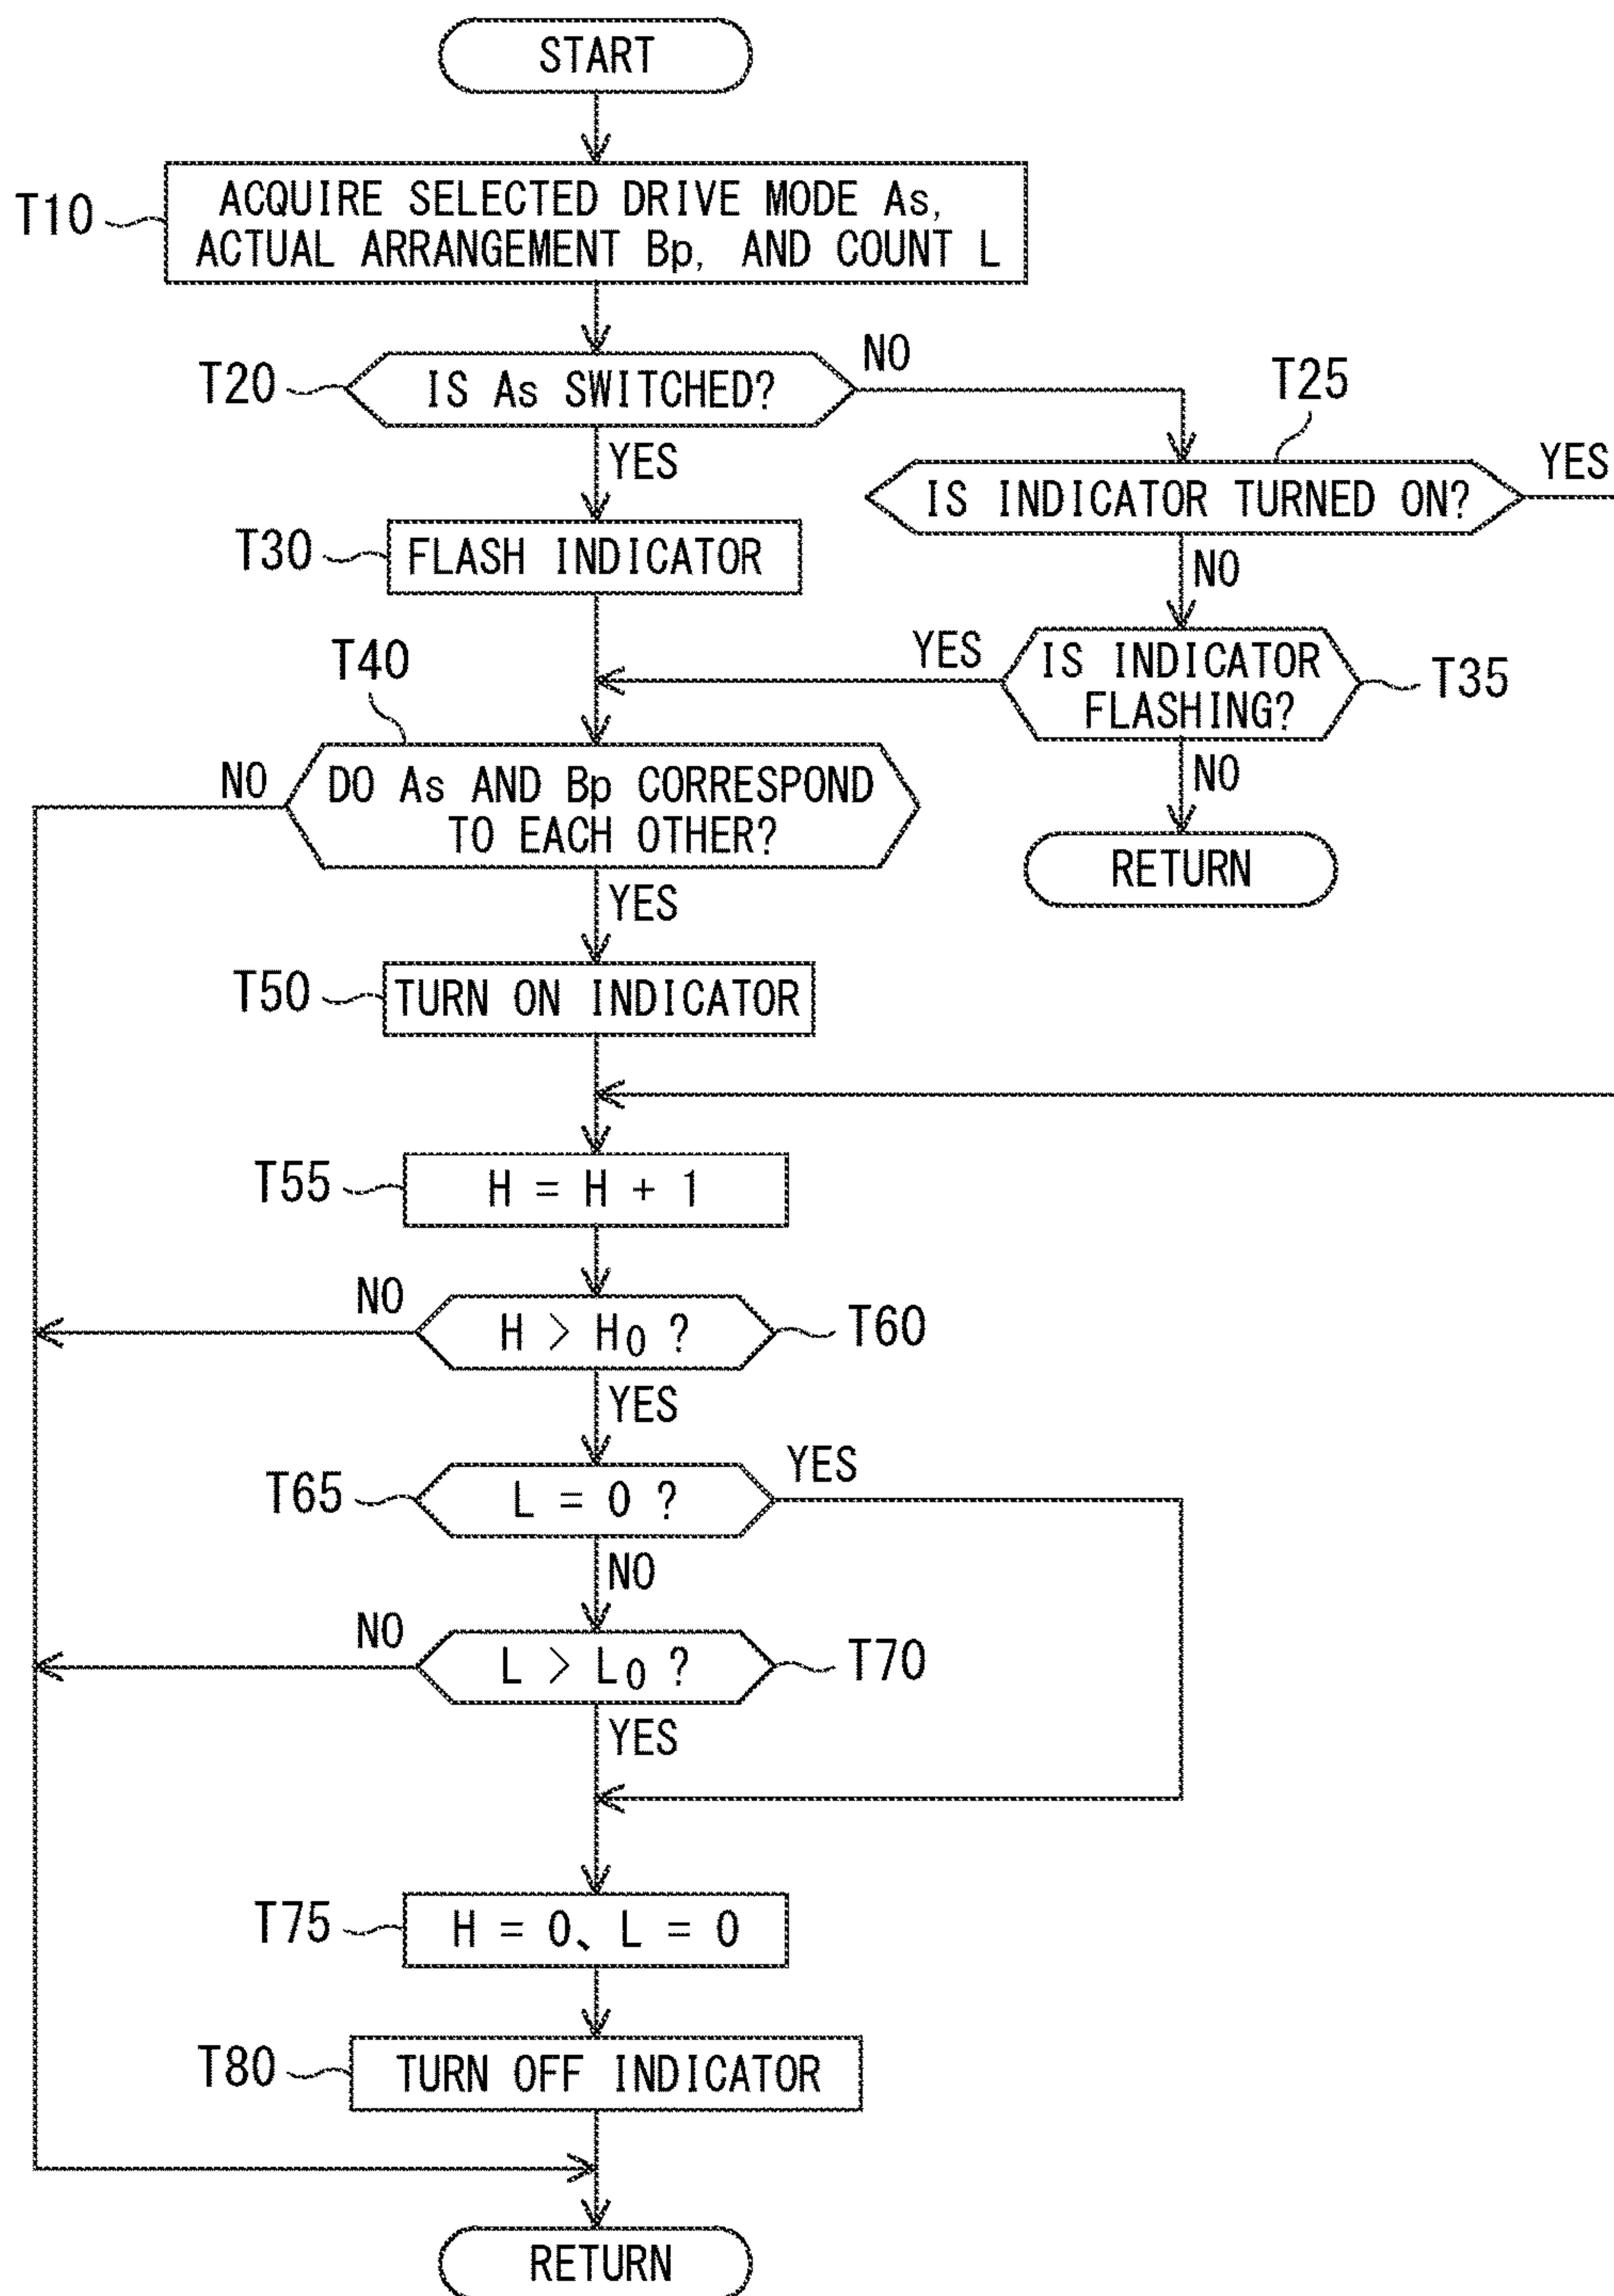 START
T10
ACQUIRE SELECTED DRIVE MODE As,
ACTUAL ARRANGEMENT Bp, AND COUNT L
T20
IS As SWITCHED?
NO
YES
T25
IS INDICATOR TURNED ON?
YES
NO
T30
FLASH INDICATOR
T35
IS INDICATOR
FLASHING?
YES
NO
RETURN
T40
DO As AND Bp CORRESPOND
TO EACH OTHER?
NO
YES
T50
TURN ON INDICATOR
T55
H = H + 1
T60
H > H0 ?
NO
YES
T65
L = 0 ?
YES
NO
T70
L > L0 ?
NO
YES
T75
H = 0、L = 0
T80
TURN OFF INDICATOR
RETURN